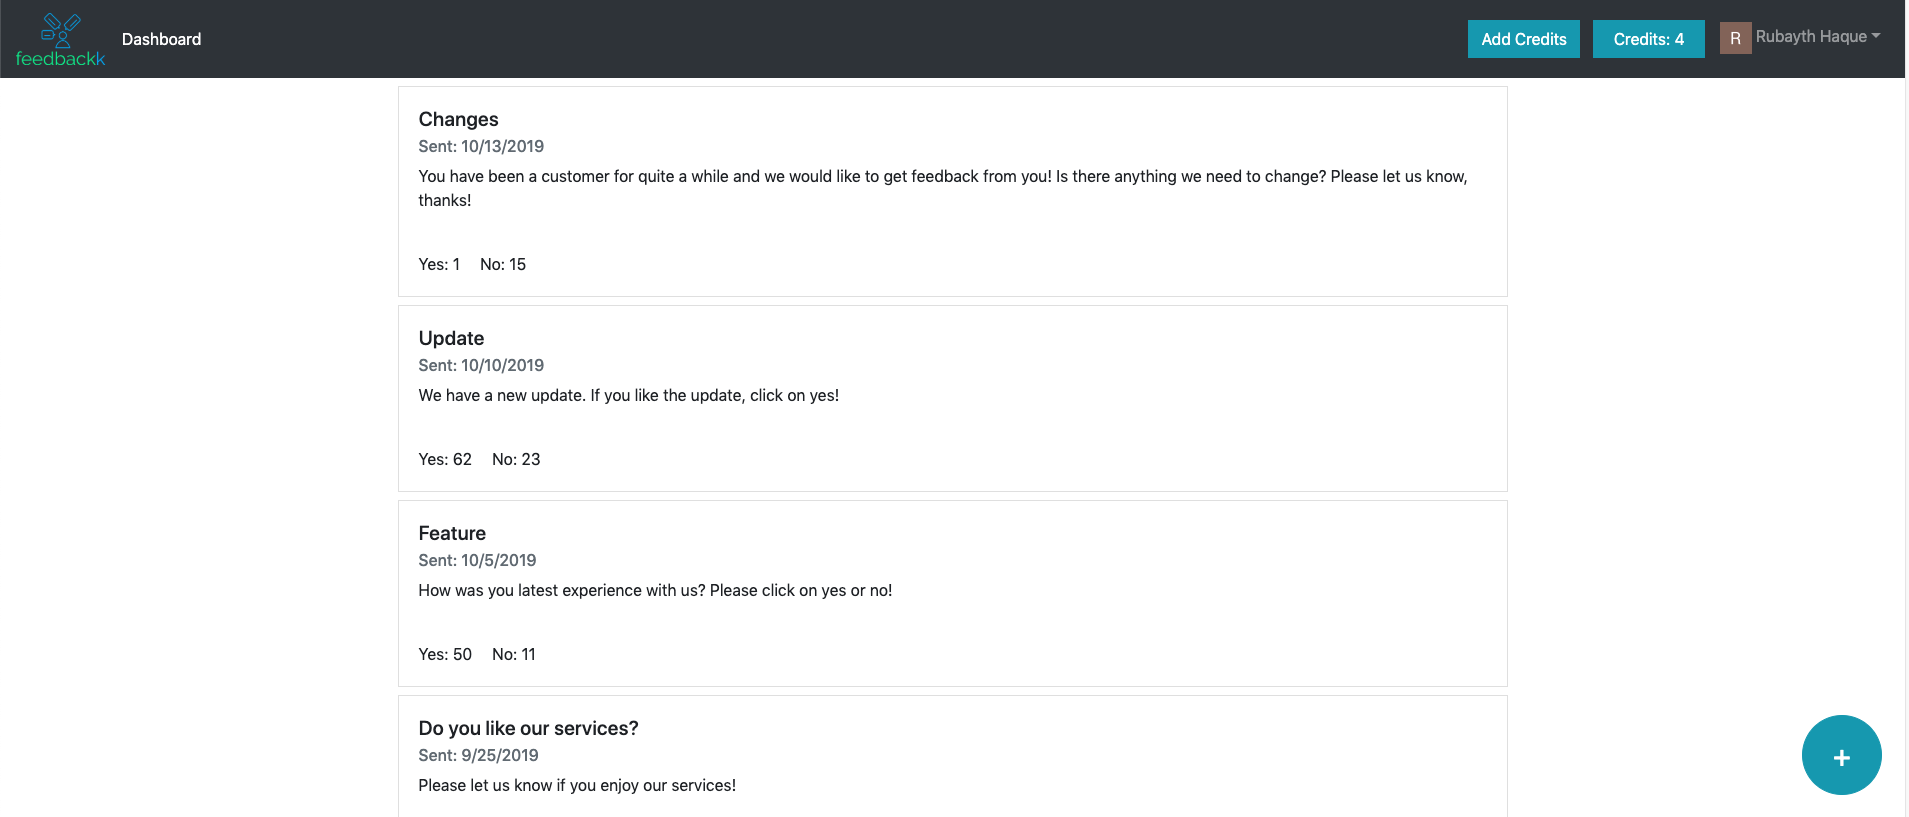 feedbackk
Dashboard
Add Credits
Credits: 4
R
Rubayth Haque
Changes
Sent: 10/13/2019
You have been a customer for quite a while and we would like to get feedback from you! Is there anything we need to change? Please let us know,
thanks!
Yes: 1 No: 15
Update
Sent: 10/10/2019
We have a new update. If you like the update, click on yes!
Yes: 62 No: 23
Feature
Sent: 10/5/2019
How was you latest experience with us? Please click on yes or no!
Yes: 50 No: 11
Do you like our services?
Sent: 9/25/2019
Please let us know if you enjoy our services!
+